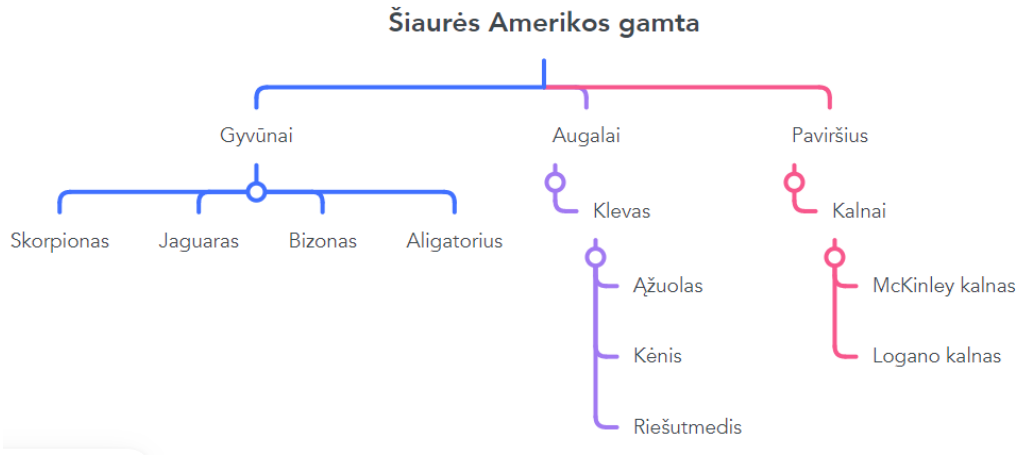 Šiaurės Amerikos gamta
Gyvūnai
Augalai
Paviršius
Skorpionas
Jaguaras
Bizonas
Aligatorius
Klevas
Ąžuolas
Kėnis
Riešutmedis
Kalnai
McKinley kalnas
Logano kalnas